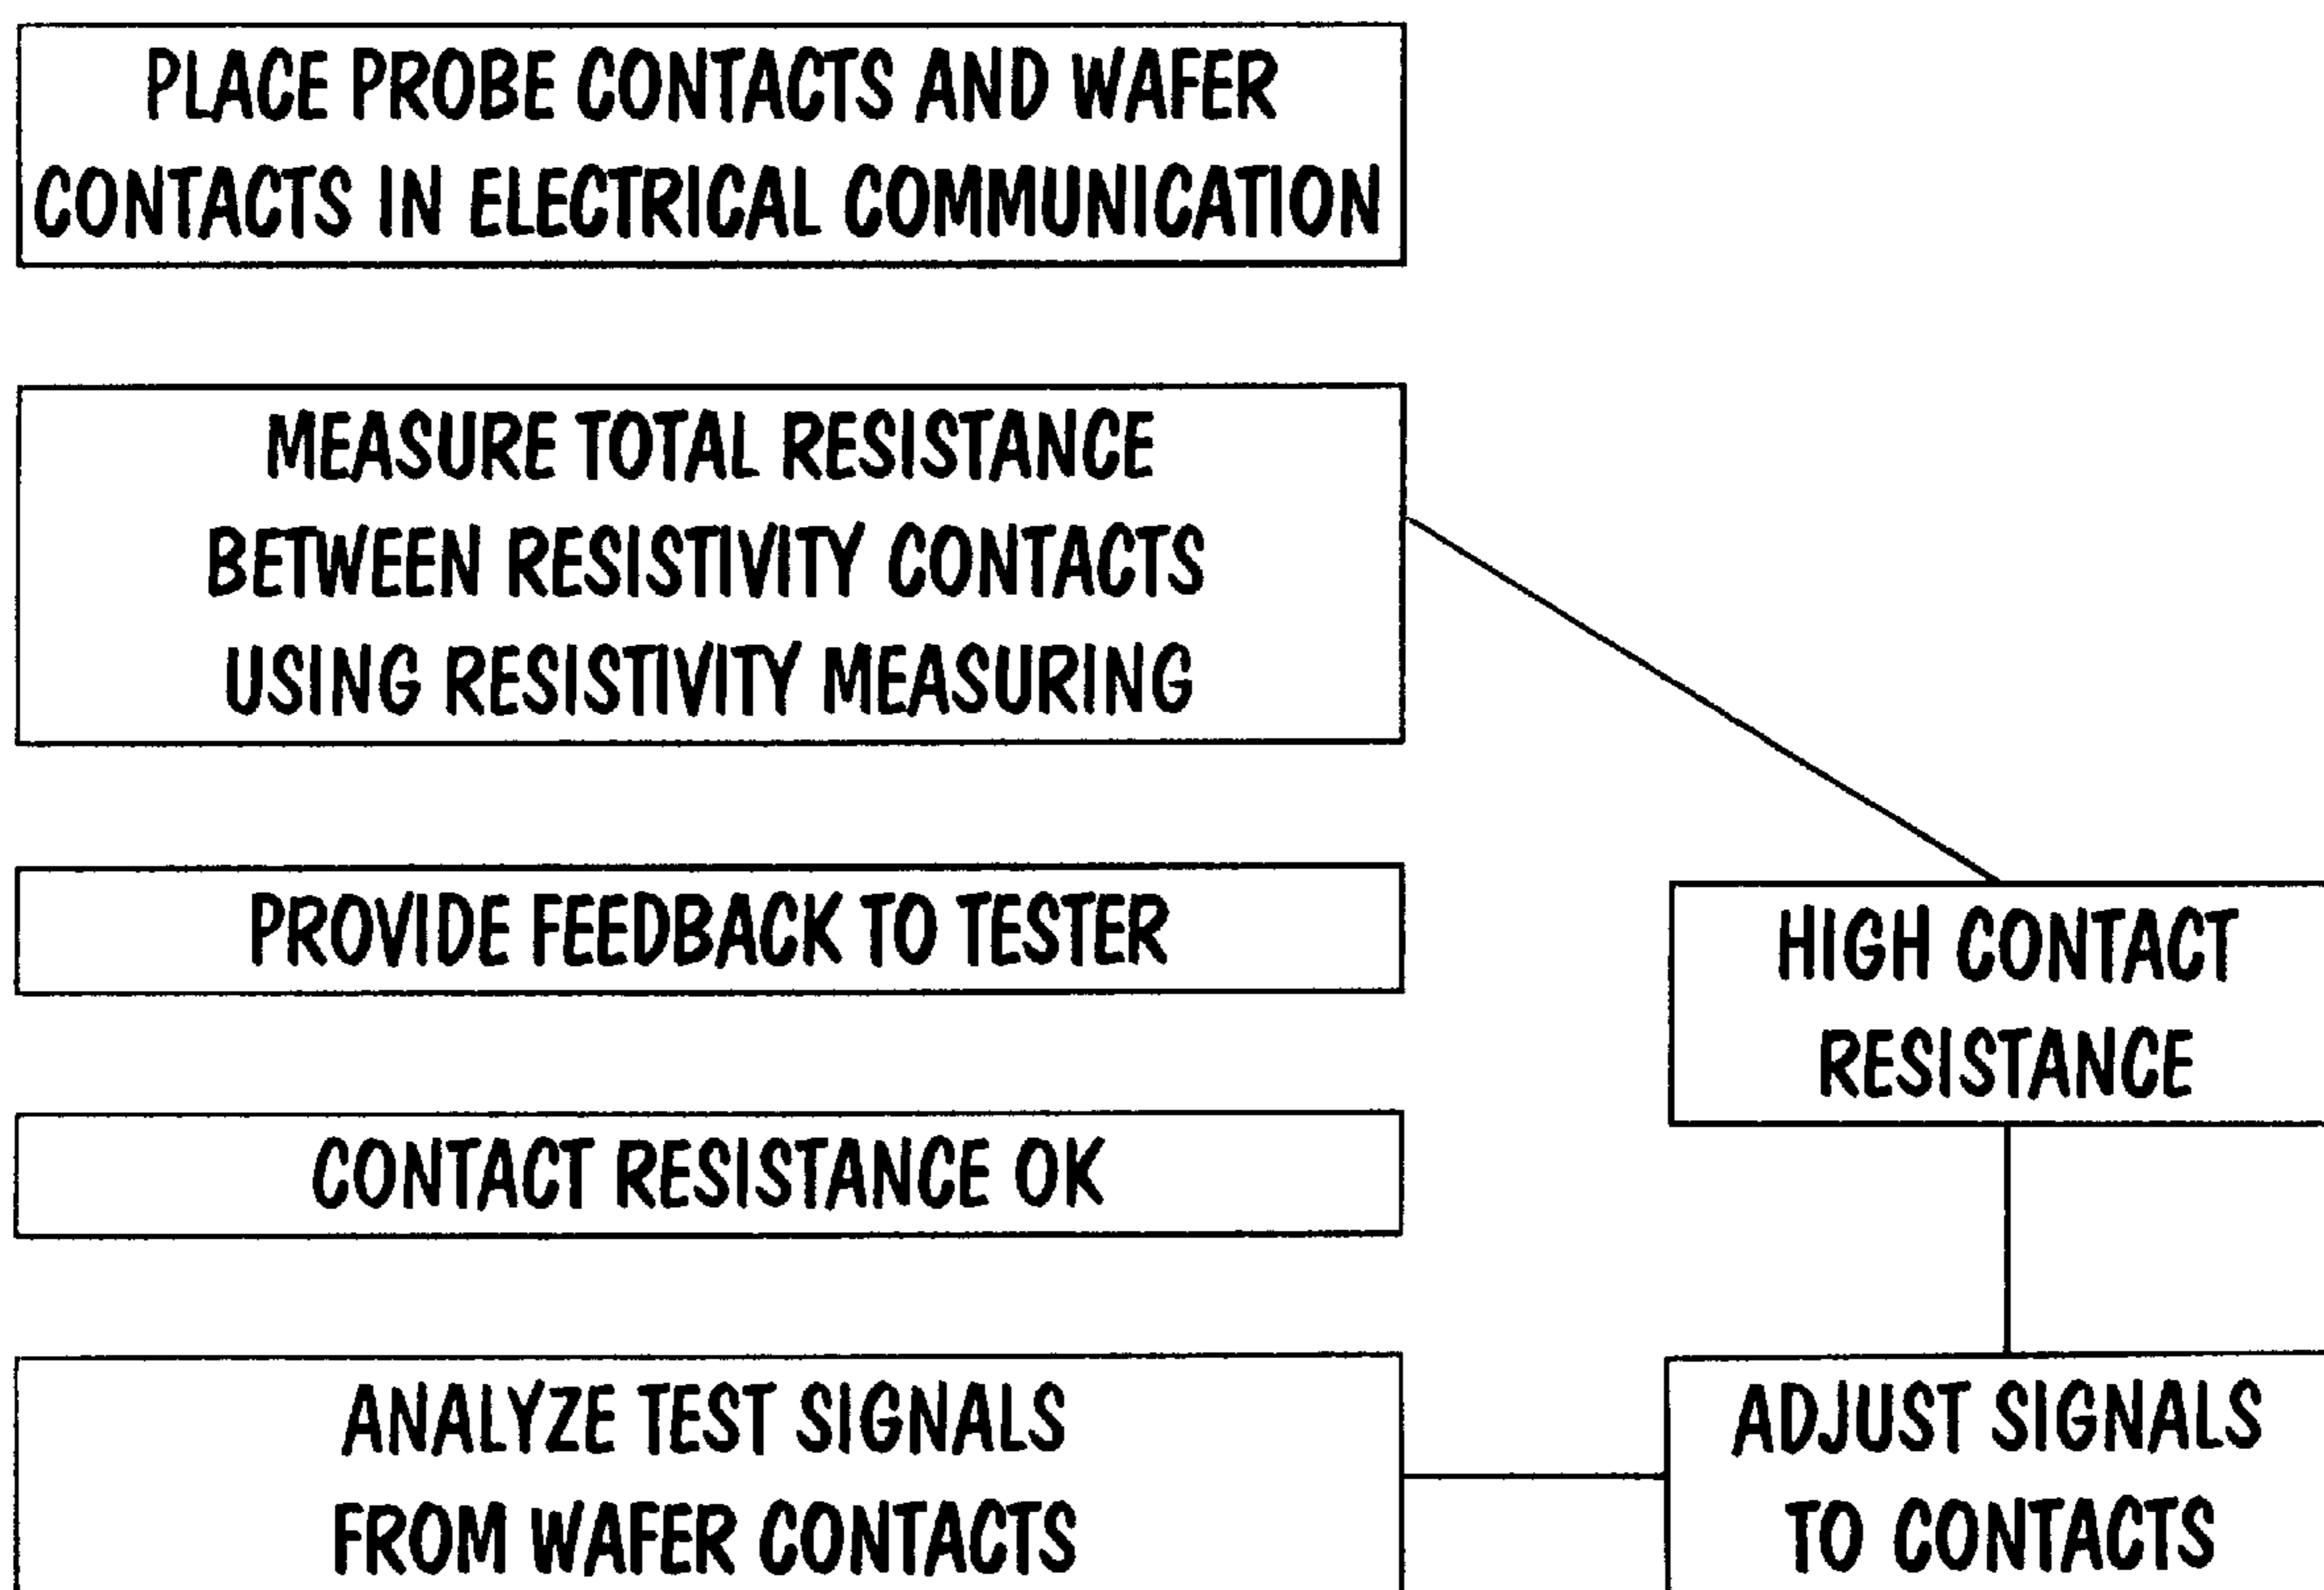 PLACE PROBE CONTACTS AND WAFER
CONTACTS IN ELECTRICAL COMMUNICATION
MEASURE TOTAL RESISTANCE
BETWEEN RESISTIVITY CONTACTS
USING RESISTIVITY MEASURING
PROVIDE FEEDBACK TO TESTER
HIGH CONTACT
RESISTANCE
CONTACT RESISTANCE OK
ANALYZE TEST SIGNALS
FROM WAFER CONTACTS
ADJUST SIGNALS
TO CONTACTS